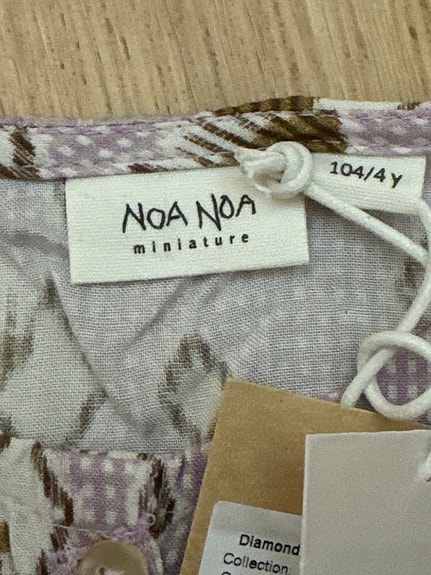 NOA NOA
miniature
104/4 y
Diamond
Collection